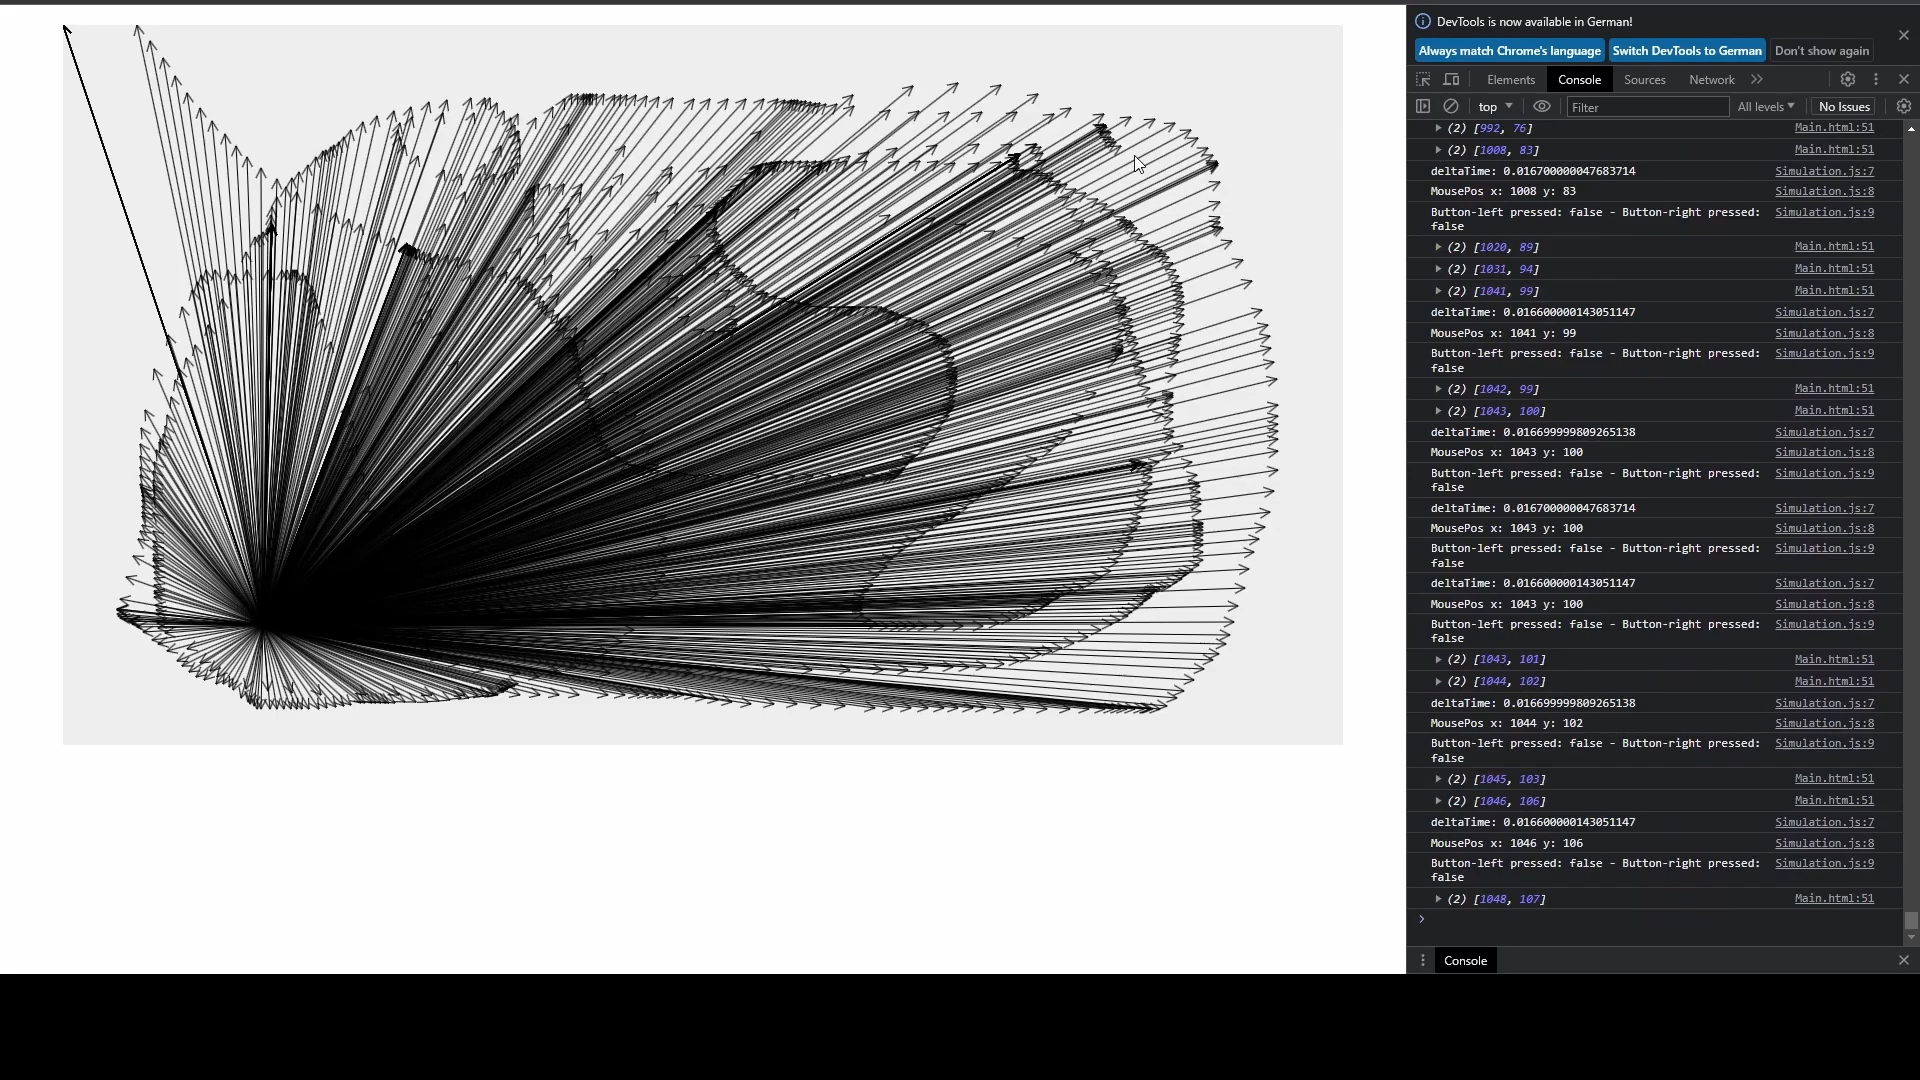 DevTools is now available in German!
Always match Chrome's language Switch DevTools to German Don't show again
Elements Console Sources Network
top Filter All levels No Issues
(2) [992, 76] Main.html:51
(2) [1008, 83] Main.html:51
deltaTime: 0.016700000047683714 Simulation.js:7
MousePos x: 1008 y: 83 Simulation.js:8
Button-left pressed: false - Button-right pressed: Simulation.js:9
false
(2) [1020, 89] Main.html:51
(2) [1031, 94] Main.html:51
(2) [1041, 99] Main.html:51
deltaTime: 0.016600000143051147 Simulation.js:7
MousePos x: 1041 y: 99 Simulation.js:8
Button-left pressed: false - Button-right pressed: Simulation.js:9
false
(2) [1042, 99] Main.html:51
(2) [1043, 100] Main.html:51
deltaTime: 0.016699999809265138 Simulation.js:7
MousePos x: 1043 y: 100 Simulation.js:8
Button-left pressed: false - Button-right pressed: Simulation.js:9
false
deltaTime: 0.016700000047683714 Simulation.js:7
MousePos x: 1043 y: 100 Simulation.js:8
Button-left pressed: false - Button-right pressed: Simulation.js:9
false
deltaTime: 0.016600000143051147 Simulation.js:7
MousePos x: 1043 y: 100 Simulation.js:8
Button-left pressed: false - Button-right pressed: Simulation.js:9
false
(2) [1043, 101] Main.html:51
(2) [1044, 102] Main.html:51
deltaTime: 0.016699999809265138 Simulation.js:7
MousePos x: 1044 y: 102 Simulation.js:8
Button-left pressed: false - Button-right pressed: Simulation.js:9
false
(2) [1045, 103] Main.html:51
(2) [1046, 106] Main.html:51
deltaTime: 0.016600000143051147 Simulation.js:7
MousePos x: 1046 y: 106 Simulation.js:8
Button-left pressed: false - Button-right pressed: Simulation.js:9
false
(2) [1048, 107] Main.html:51
Console